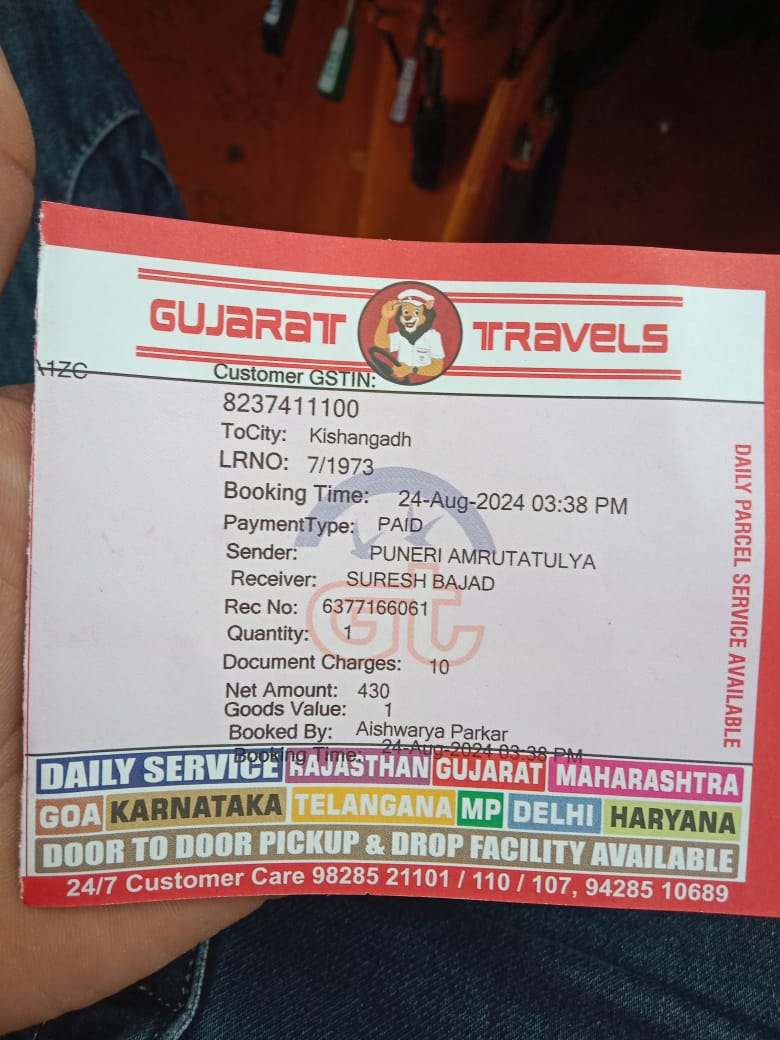 GUJARAT TRAVELS
A1ZC
Customer GSTIN:
8237411100
ToCity: Kishangadh
LRNO: 7/1973
Booking Time: 24-Aug-2024 03:38 PM
PaymentType: PAID
Sender: PUNERI AMRUTATULYA
Receiver: SURESH BAJAD
Rec No: 6377166061
Quantity: 1
Document Charges: 10
Net Amount: 430
Goods Value: 1
Booked By: Aishwarya Parkar
Booking Time: 24-Aug-2024 03:38 PM
Gt
DAILY PARCEL SERVICE AVAILABLE
DAILY SERVICE RAJASTHAN GUJARAT MAHARASHTRA
GOA KARNATAKA TELANGANA MP DELHI HARYANA
DOOR TO DOOR PICKUP & DROP FACILITY AVAILABLE
24/7 Customer Care 98285 21101 / 110 / 107, 94285 10689